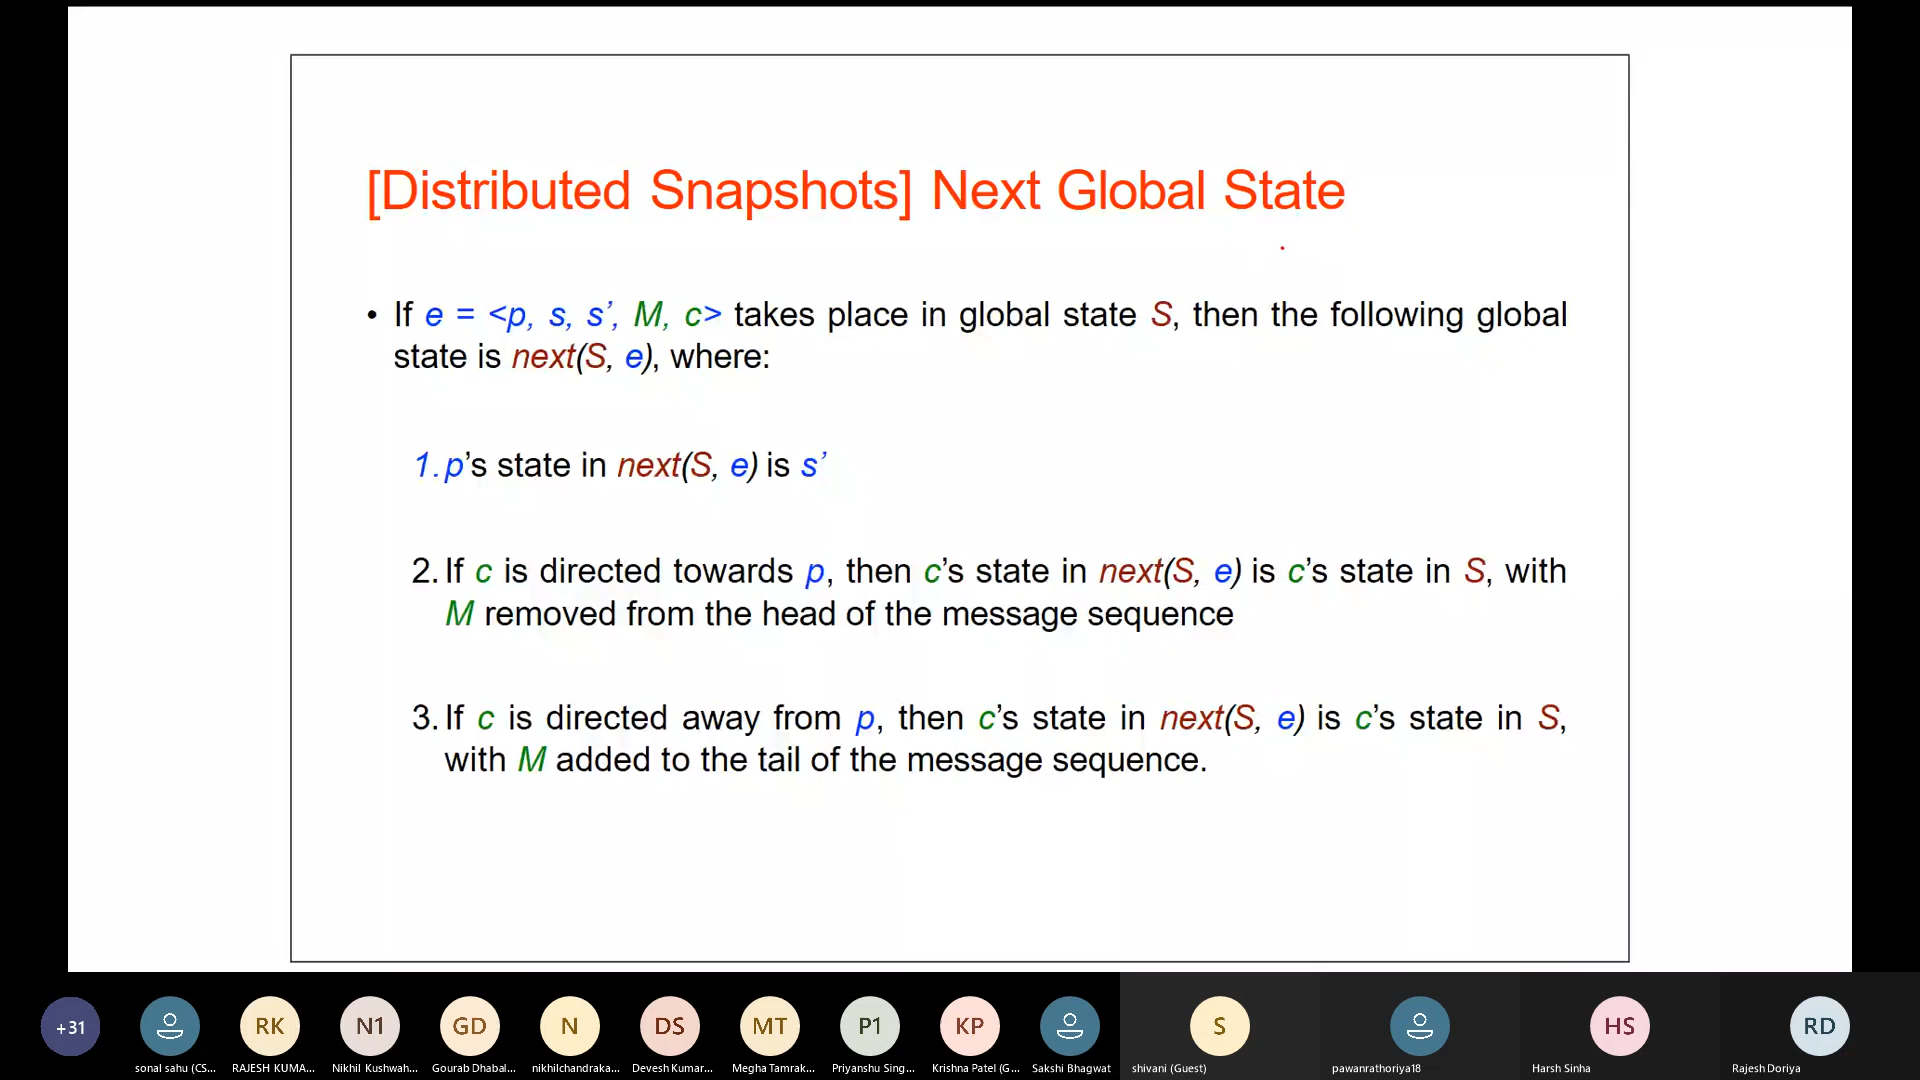 [Distributed Snapshots] Next Global State
• If e = <p, s, s’, M, c> takes place in global state S, then the following global
state is next(S, e), where:
1. p’s state in next(S, e) is s’
2. If c is directed towards p, then c’s state in next(S, e) is c’s state in S, with
M removed from the head of the message sequence
3. If c is directed away from p, then c’s state in next(S, e) is c’s state in S,
with M added to the tail of the message sequence.
+31 RK N1 GD N DS MT P1 KP S HS RD
sonal sahu (CS... RAJESH KUMA... Nikhil Kushwah... Gourab Dhabal... nikhilchandraka... Devesh Kumar... Megha Tamrak... Priyanshu Sing... Krishna Patel (G... Sakshi Bhagwat shivani (Guest) pawanrathoriya18 Harsh Sinha Rajesh Doriya